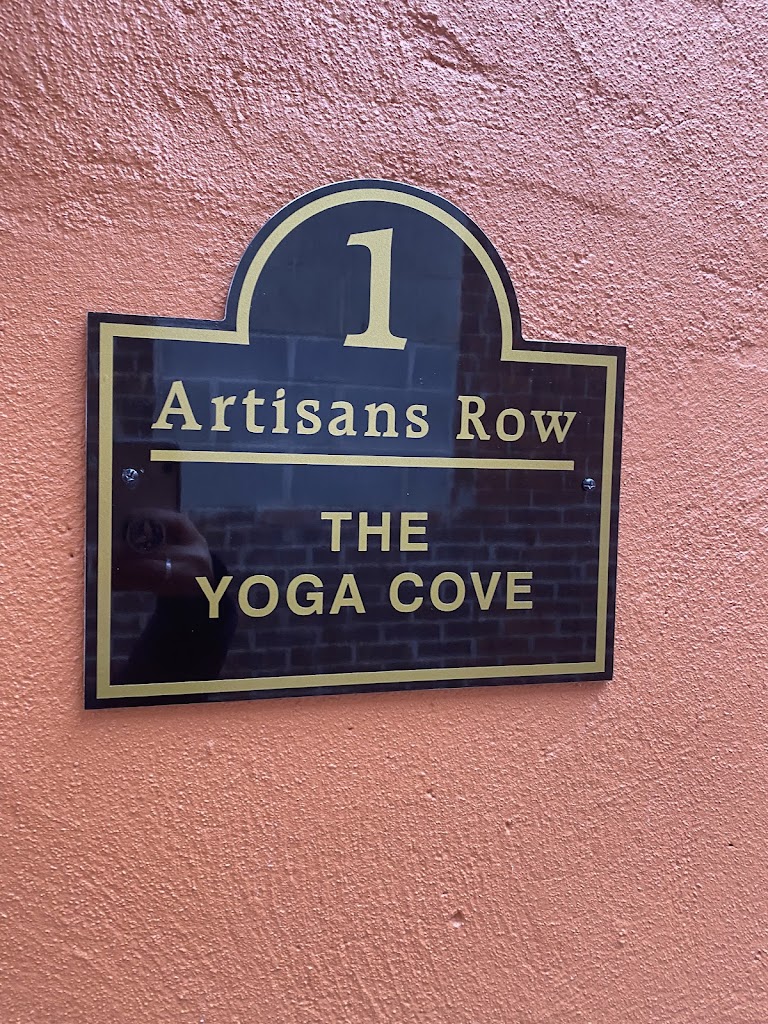 1
Artisans Row
THE
YOGA COVE